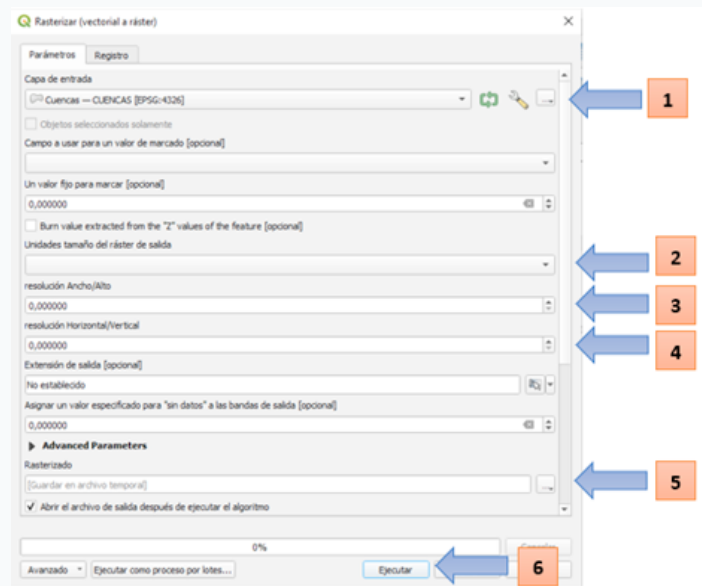 Rasterizar (vectorial a ráster)
Parámetros Registro
Capa de entrada
Cuencas — CUENCAS [EPSG:4326]
1
Objetos seleccionados solamente
Campo a usar para un valor de marcado [opcional]
Un valor fijo para marcar [opcional]
0,000000
Burn value extracted from the "Z" values of the feature [opcional]
Unidades tamaño del ráster de salida
2
resolución Ancho/Alto
0,000000
3
resolución Horizontal/Vertical
0,000000
4
Extensión de salida [opcional]
No establecido
Asignar un valor especificado para "sin datos" a las bandas de salida [opcional]
0,000000
Advanced Parameters
Rasterizado
[Guardar en archivo temporal]
5
Abrir el archivo de salida después de ejecutar el algoritmo
0%
Avanzado Ejecutar como proceso por lotes... Ejecutar
6